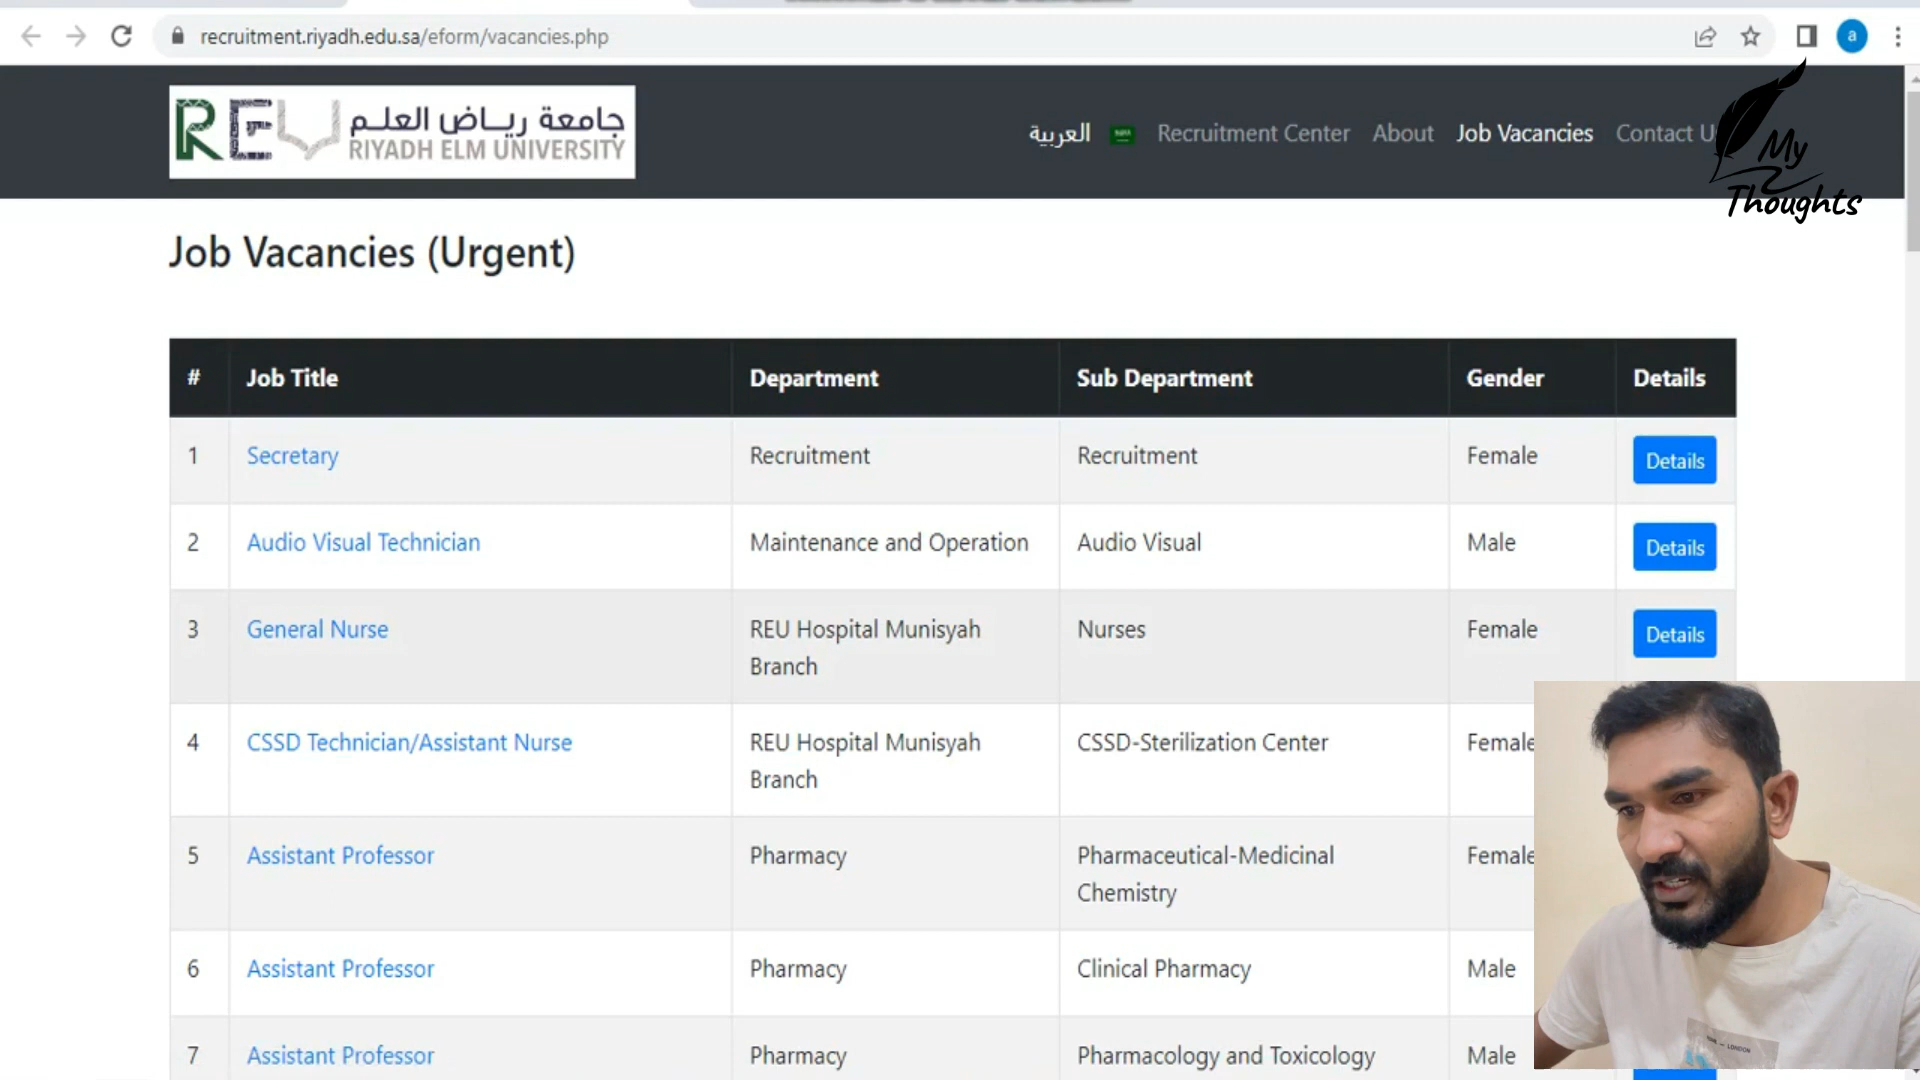 recruitment.riyadh.edu.sa/eform/vacancies.php
a
REU جامعة رياض العلم
RIYADH ELM UNIVERSITY
العربية Recruitment Center About Job Vacancies Contact U
My
Thoughts
Job Vacancies (Urgent)
# Job Title Department Sub Department Gender Details
1 Secretary Recruitment Recruitment Female Details
2 Audio Visual Technician Maintenance and Operation Audio Visual Male Details
3 General Nurse REU Hospital Munisyah Nurses Female Details
Branch
4 CSSD Technician/Assistant Nurse REU Hospital Munisyah CSSD-Sterilization Center Female
Branch
5 Assistant Professor Pharmacy Pharmaceutical-Medicinal Female
Chemistry
6 Assistant Professor Pharmacy Clinical Pharmacy Male
7 Assistant Professor Pharmacy Pharmacology and Toxicology Male
LONDON